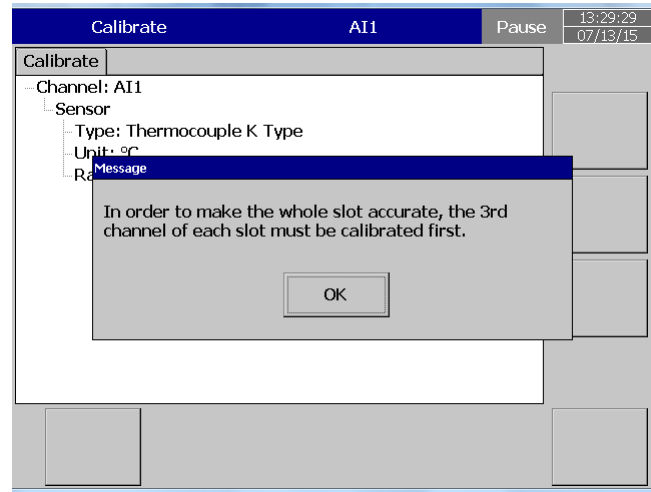 Calibrate AI1 Pause 13:29:29
07/13/15
Calibrate
Channel: AI1
Sensor
Type: Thermocouple K Type
Unit: °C
Ra
Message
In order to make the whole slot accurate, the 3rd
channel of each slot must be calibrated first.
OK